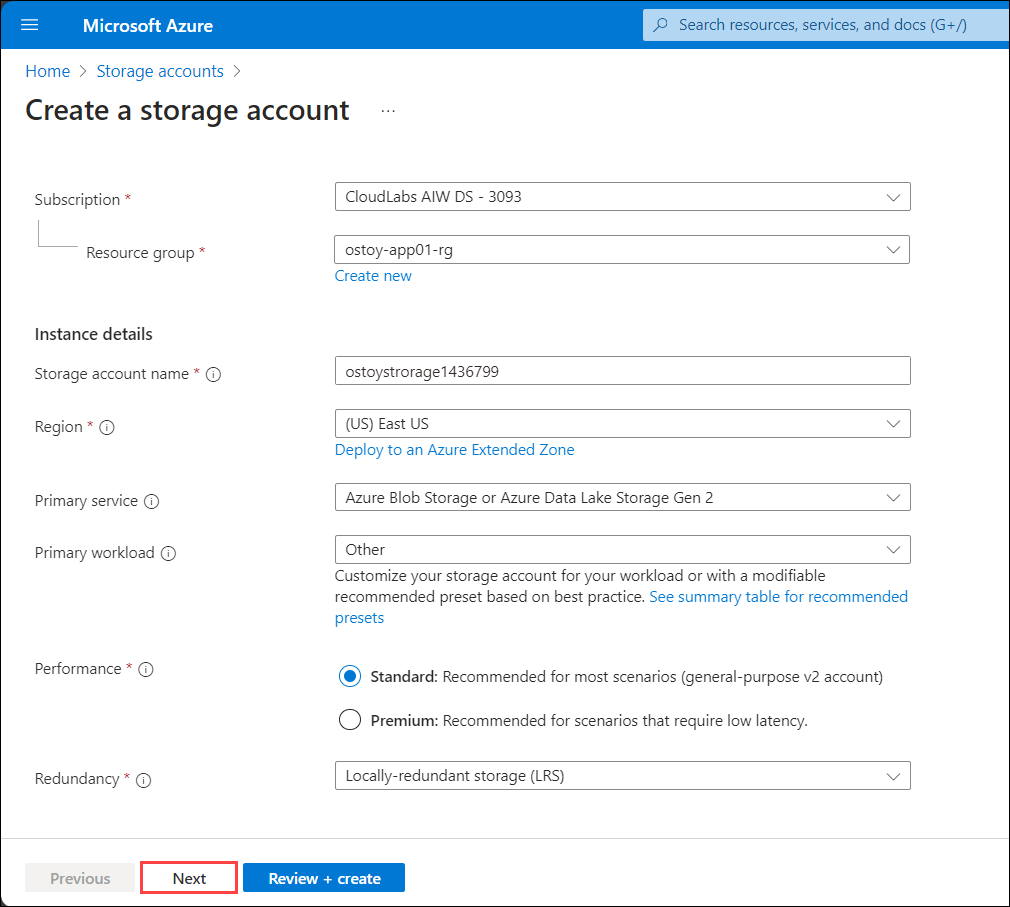 Microsoft Azure
Search resources, services, and docs (G+/)
Home > Storage accounts >
Create a storage account ...
Subscription * CloudLabs AIW DS - 3093
Resource group * ostoy-app01-rg
Create new
Instance details
Storage account name * ostoystrorage1436799
Region * (US) East US
Deploy to an Azure Extended Zone
Primary service Azure Blob Storage or Azure Data Lake Storage Gen 2
Primary workload Other
Customize your storage account for your workload or with a modifiable
recommended preset based on best practice. See summary table for recommended
presets
Performance * Standard: Recommended for most scenarios (general-purpose v2 account)
Premium: Recommended for scenarios that require low latency.
Redundancy * Locally-redundant storage (LRS)
Previous Next Review + create